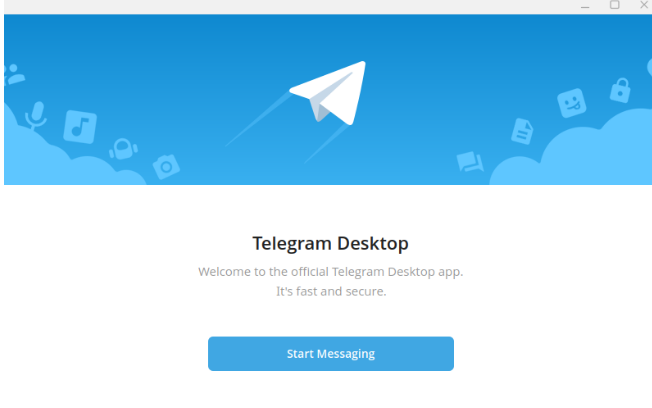 Telegram Desktop
Welcome to the official Telegram Desktop app.
It's fast and secure.
Start Messaging